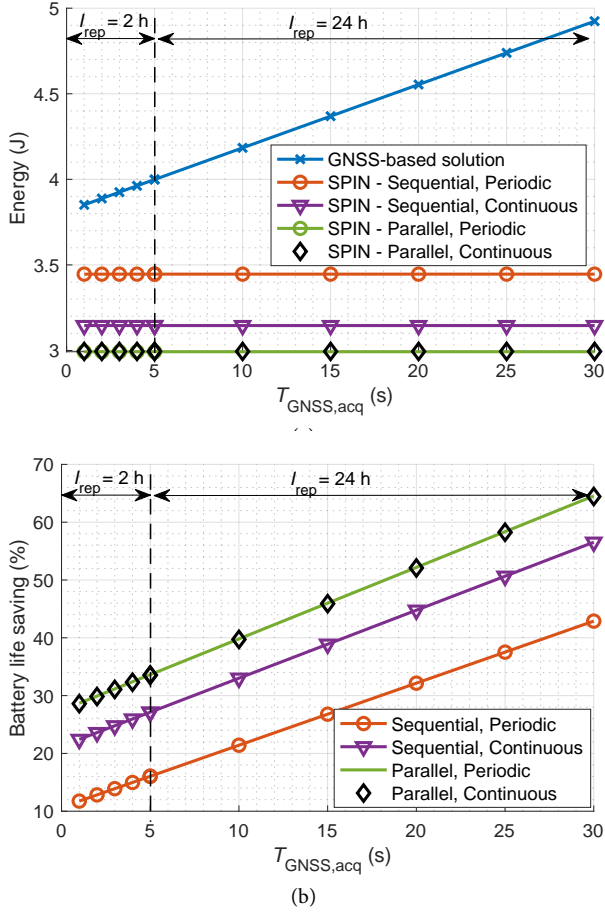 I_rep = 2 h
I_rep = 24 h
5
4.5
4
3.5
3
Energy (J)
GNSS-based solution
SPIN - Sequential, Periodic
SPIN - Sequential, Continuous
SPIN - Parallel, Periodic
SPIN - Parallel, Continuous
0 5 10 15 20 25 30
T_GNSS,acq (s)
I_rep = 2 h
I_rep = 24 h
70
60
50
40
30
20
10
Battery life saving (%)
Sequential, Periodic
Sequential, Continuous
Parallel, Periodic
Parallel, Continuous
0 5 10 15 20 25 30
T_GNSS,acq (s)
(b)